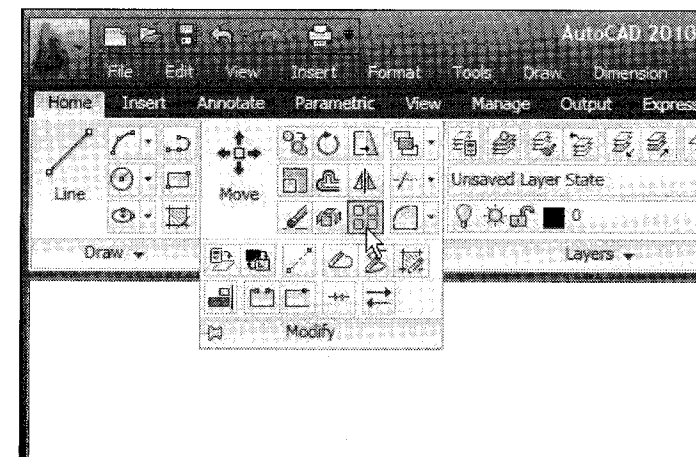 AutoCAD 2010
File Edit View Insert Format Tools Draw Dimension
Home Insert Annotate Parametric View Manage Output Express
Line Move Unsaved Layer State
0
Draw Layers
Modify